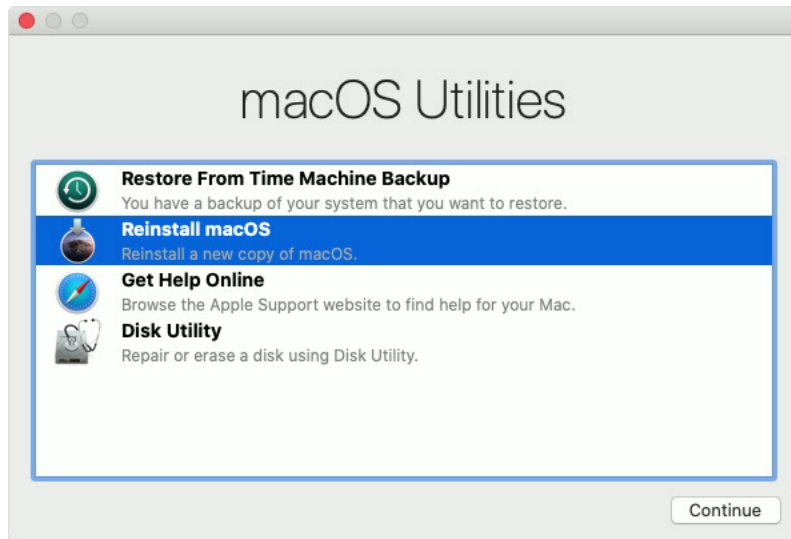 macOS Utilities
Restore From Time Machine Backup
You have a backup of your system that you want to restore.
Reinstall macOS
Reinstall a new copy of macOS.
Get Help Online
Browse the Apple Support website to find help for your Mac.
Disk Utility
Repair or erase a disk using Disk Utility.
Continue